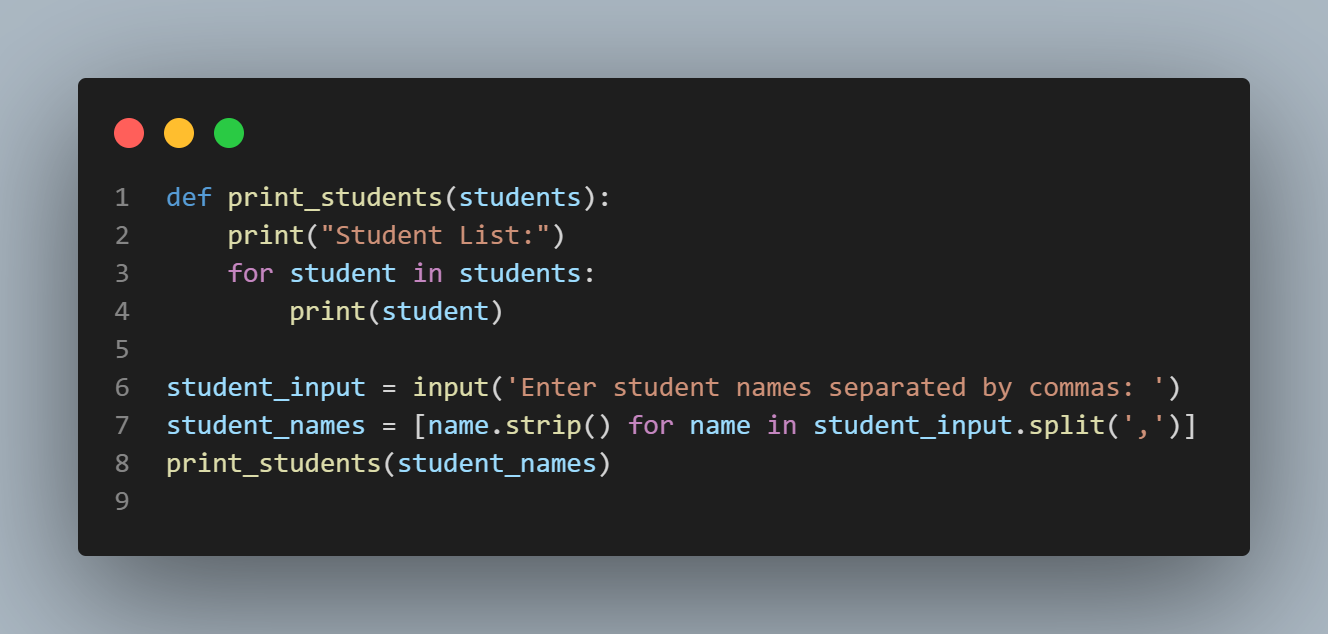 1 def print_students(students):
2     print("Student List:")
3     for student in students:
4         print(student)
5
6 student_input = input('Enter student names separated by commas: ')
7 student_names = [name.strip() for name in student_input.split(',')]
8 print_students(student_names)
9